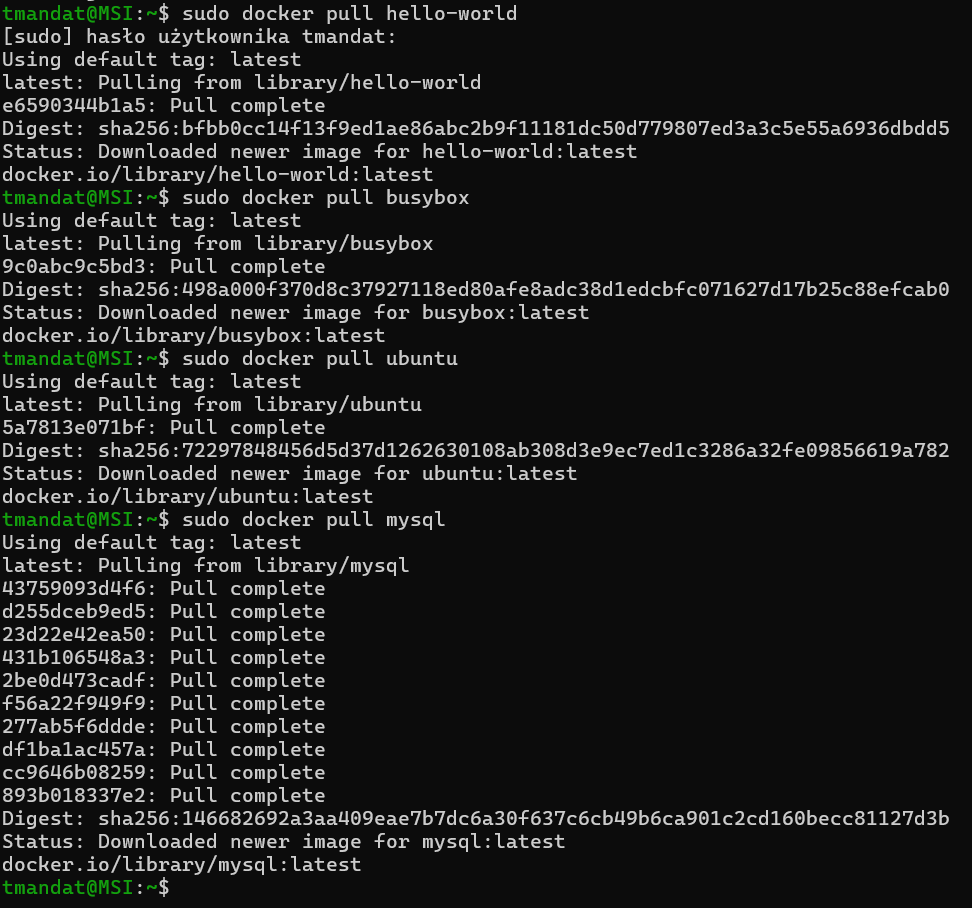 tmandat@MSI:~$ sudo docker pull hello-world
[sudo] hasło użytkownika tmandat:
Using default tag: latest
latest: Pulling from library/hello-world
e6590344b1a5: Pull complete
Digest: sha256:bfbb0cc14f13f9ed1ae86abc2b9f11181dc50d779807ed3a3c5e55a6936dbdd5
Status: Downloaded newer image for hello-world:latest
docker.io/library/hello-world:latest
tmandat@MSI:~$ sudo docker pull busybox
Using default tag: latest
latest: Pulling from library/busybox
9c0abc9c5bd3: Pull complete
Digest: sha256:498a000f370d8c37927118ed80afe8adc38d1edcbfc071627d17b25c88efcab0
Status: Downloaded newer image for busybox:latest
docker.io/library/busybox:latest
tmandat@MSI:~$ sudo docker pull ubuntu
Using default tag: latest
latest: Pulling from library/ubuntu
5a7813e071bf: Pull complete
Digest: sha256:72297848456d5d37d1262630108ab308d3e9ec7ed1c3286a32fe09856619a782
Status: Downloaded newer image for ubuntu:latest
docker.io/library/ubuntu:latest
tmandat@MSI:~$ sudo docker pull mysql
Using default tag: latest
latest: Pulling from library/mysql
43759093d4f6: Pull complete
d255dceb9ed5: Pull complete
23d22e42ea50: Pull complete
431b106548a3: Pull complete
2be0d473cadf: Pull complete
f56a22f949f9: Pull complete
277ab5f6ddde: Pull complete
df1ba1ac457a: Pull complete
cc9646b08259: Pull complete
893b018337e2: Pull complete
Digest: sha256:146682692a3aa409eae7b7dc6a30f637c6cb49b6ca901c2cd160becc81127d3b
Status: Downloaded newer image for mysql:latest
docker.io/library/mysql:latest
tmandat@MSI:~$